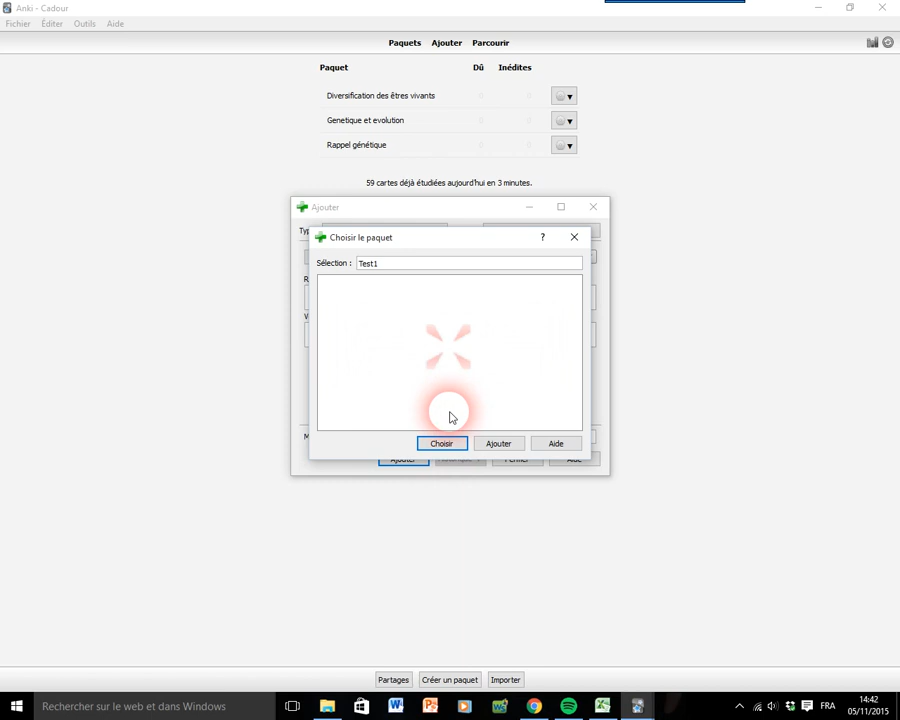 Anki - Cadour
Fichier Éditer Outils Aide
Paquets Ajouter Parcourir
Paquet Dû Inédites
Diversification des êtres vivants
Genetique et evolution
Rappel génétique
59 cartes déjà étudiées aujourd'hui en 3 minutes.
Ajouter
Choisir le paquet ?
Sélection : Test1
Choisir Ajouter Aide
Ajouter Fermer Aide
Partages Créer un paquet Importer
Rechercher sur le web et dans Windows
FRA
14:42
05/11/2015